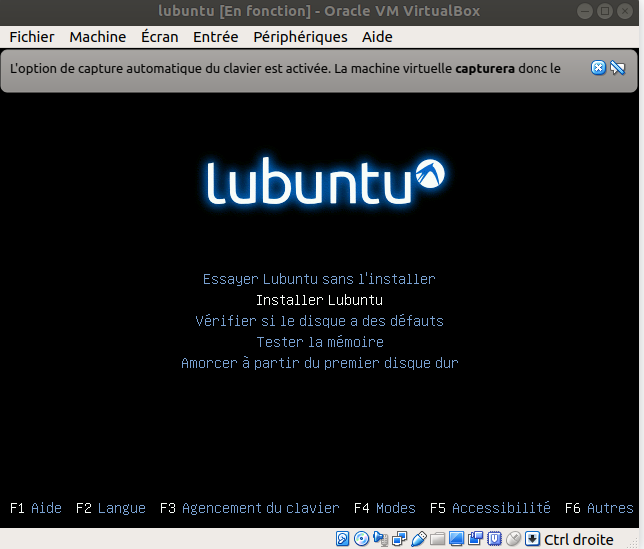 lubuntu [En fonction] - Oracle VM VirtualBox
Fichier Machine Écran Entrée Périphériques Aide
L'option de capture automatique du clavier est activée. La machine virtuelle capturera donc le
lubuntu
Essayer Lubuntu sans l'installer
Installer Lubuntu
Vérifier si le disque a des défauts
Tester la mémoire
Amorcer à partir du premier disque dur
F1 Aide F2 Langue F3 Agencement du clavier F4 Modes F5 Accessibilité F6 Autres
Ctrl droite